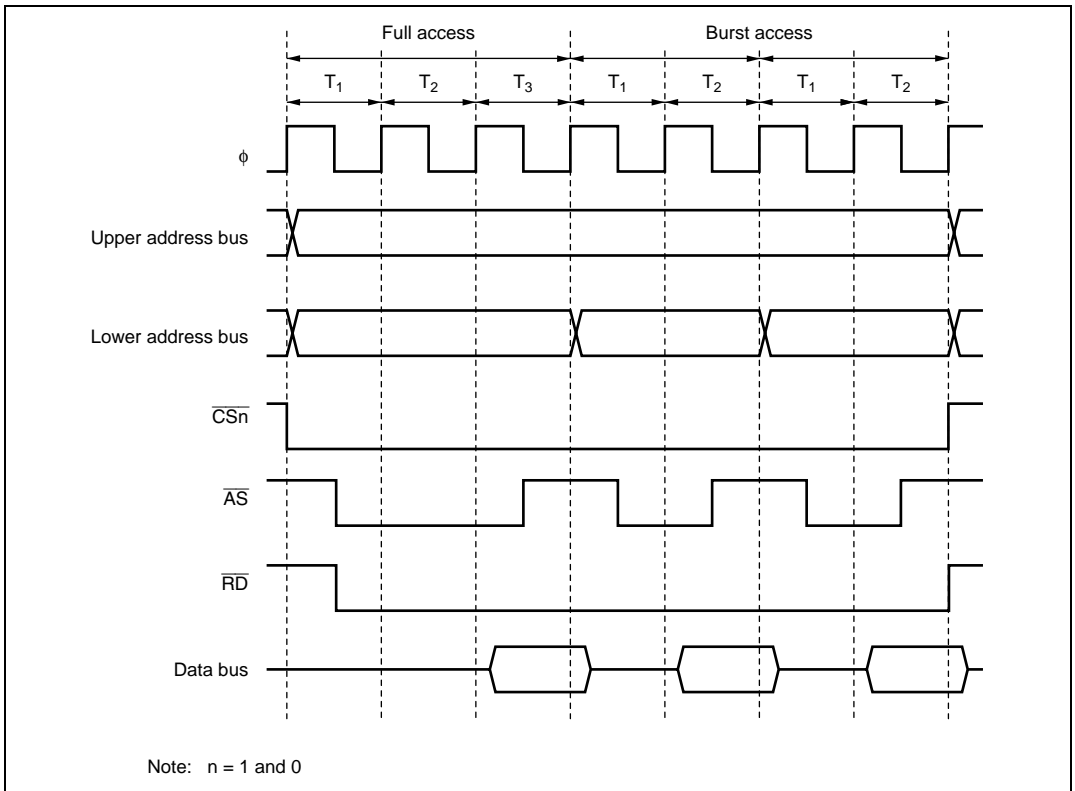 Full access Burst access
T1 T2 T3 T1 T2 T1 T2
ϕ
Upper address bus
Lower address bus
CSn
AS
RD
Data bus
Note: n = 1 and 0